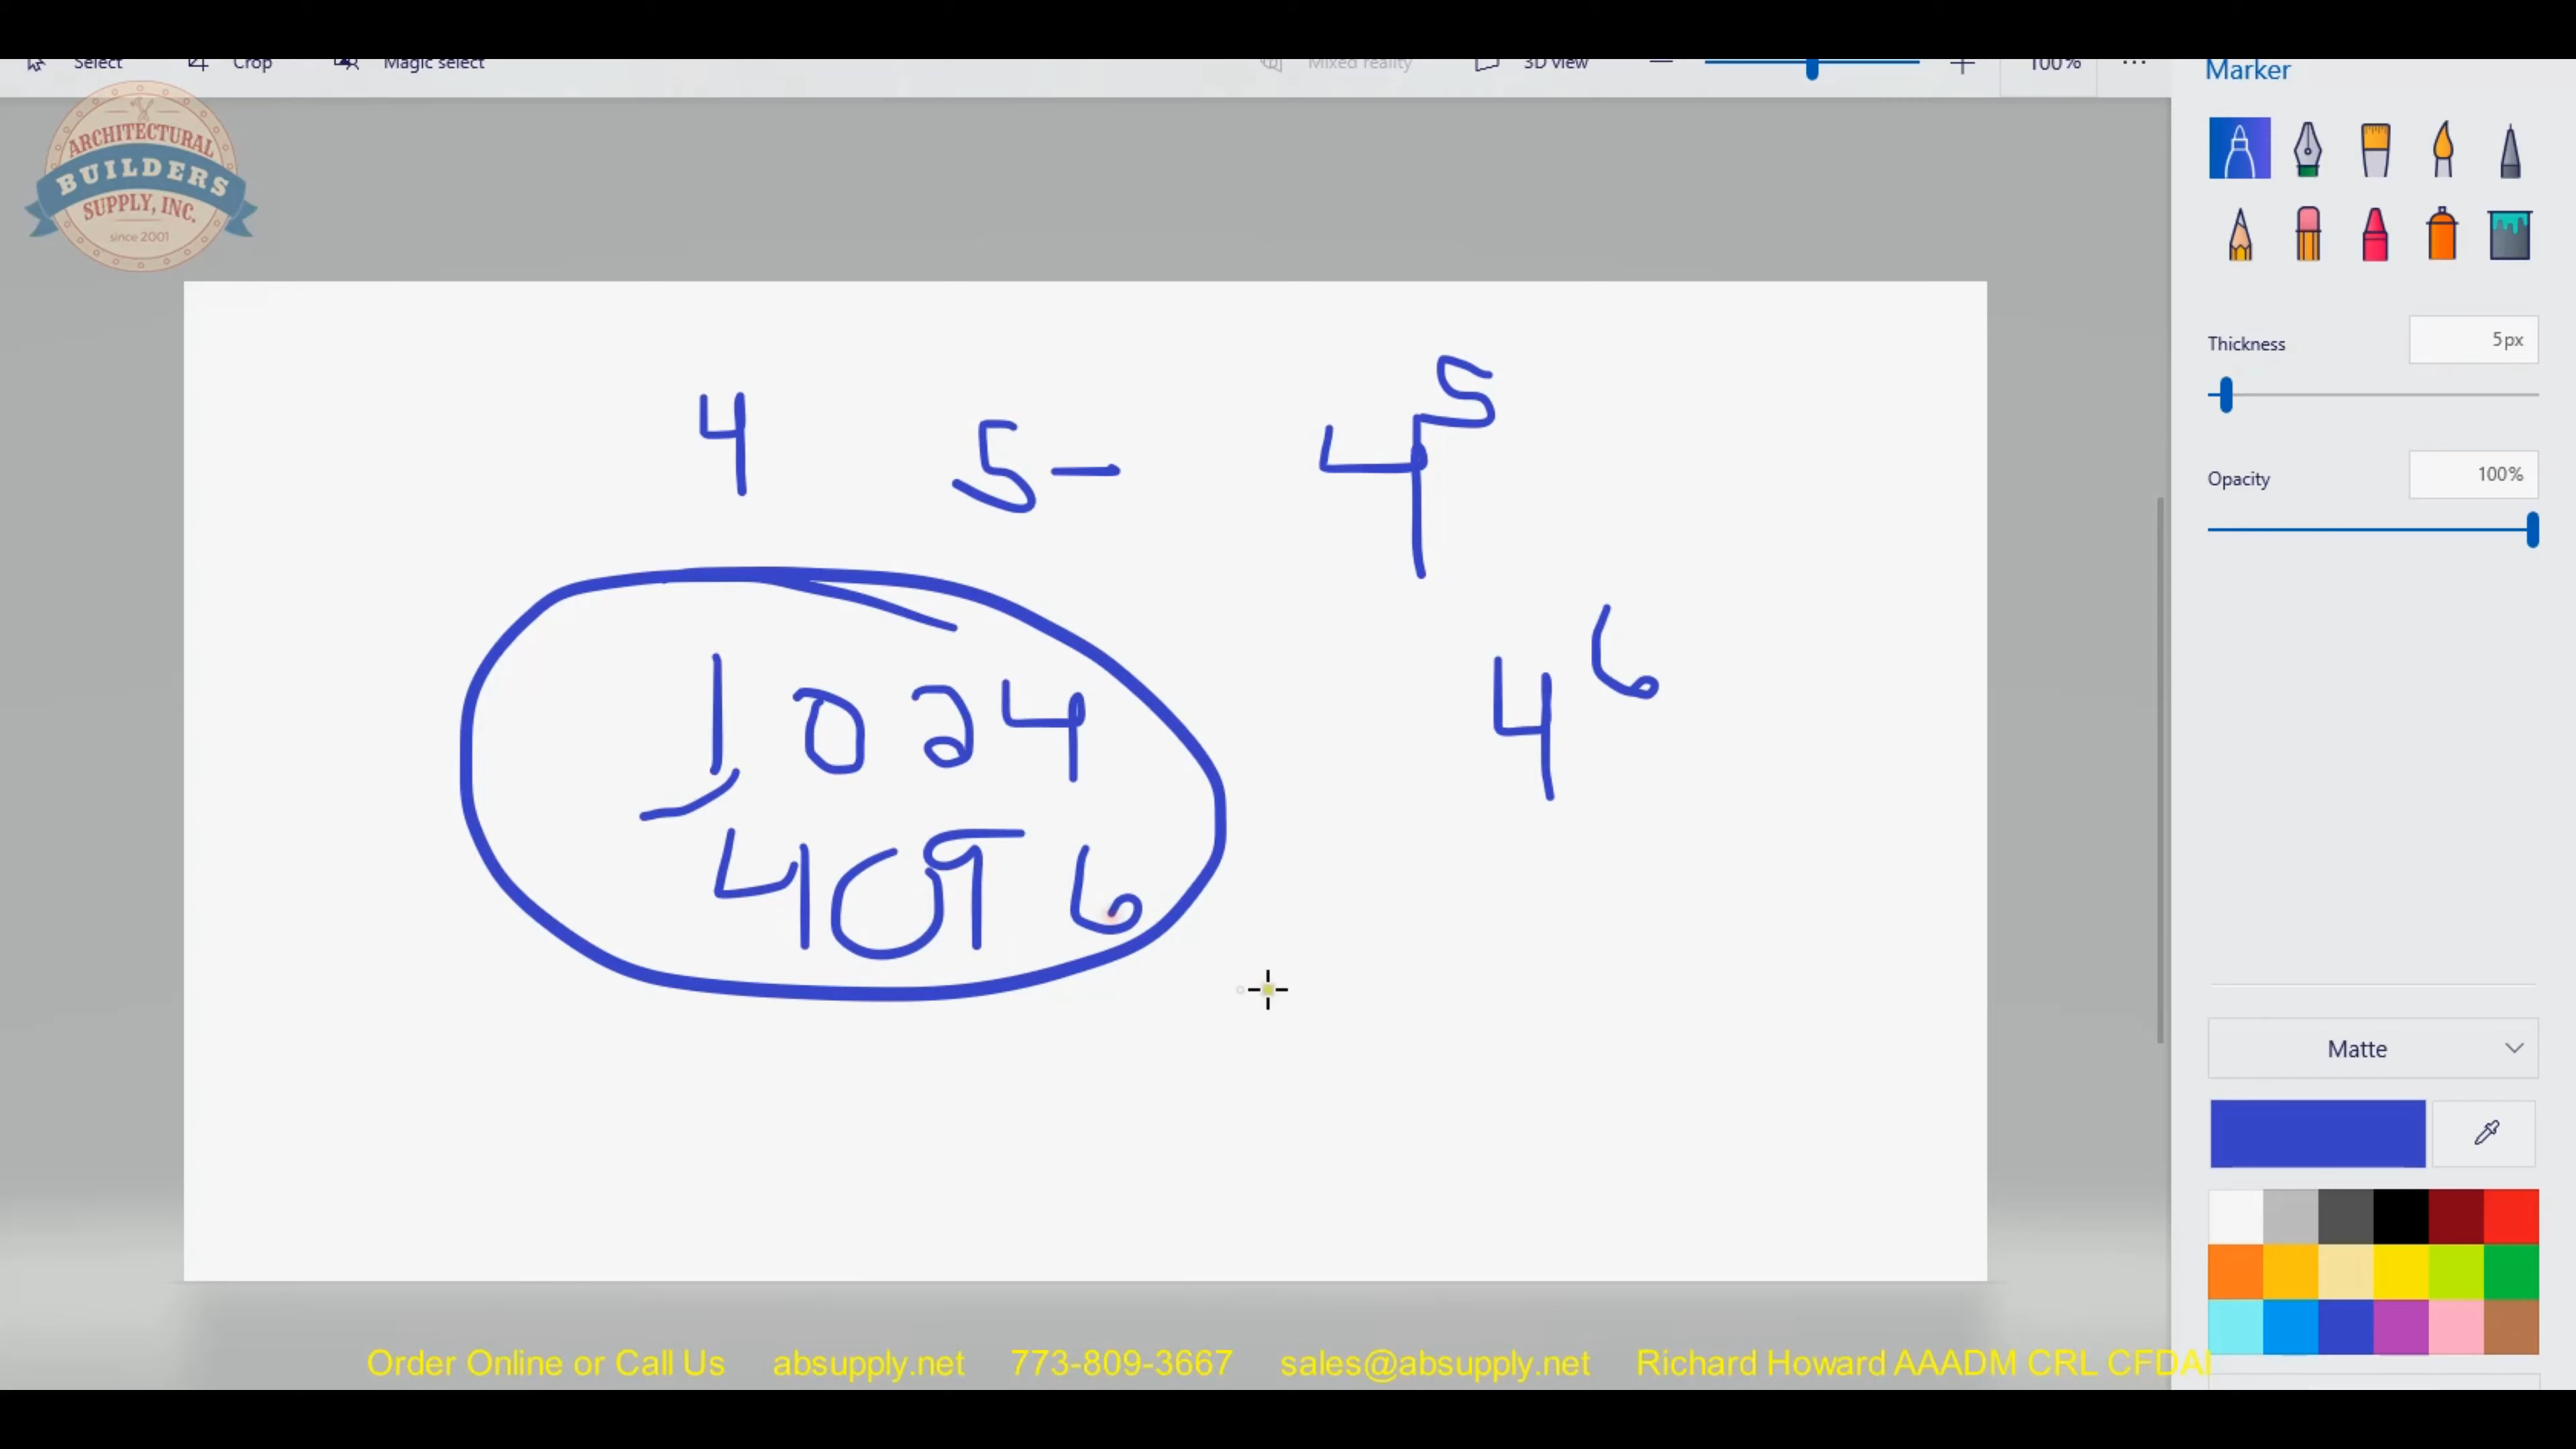 Select Crop Magic select Mixed reality 3D view 100% ...
Marker
ARCHITECTURAL
BUILDERS
SUPPLY, INC.
since 2001
Thickness 5px
Opacity 100%
4 5- 4⁵
1,024 4⁶
4096
Matte
Order Online or Call Us absupply.net 773-809-3667 sales@absupply.net Richard Howard AAADM CRL CFDAI